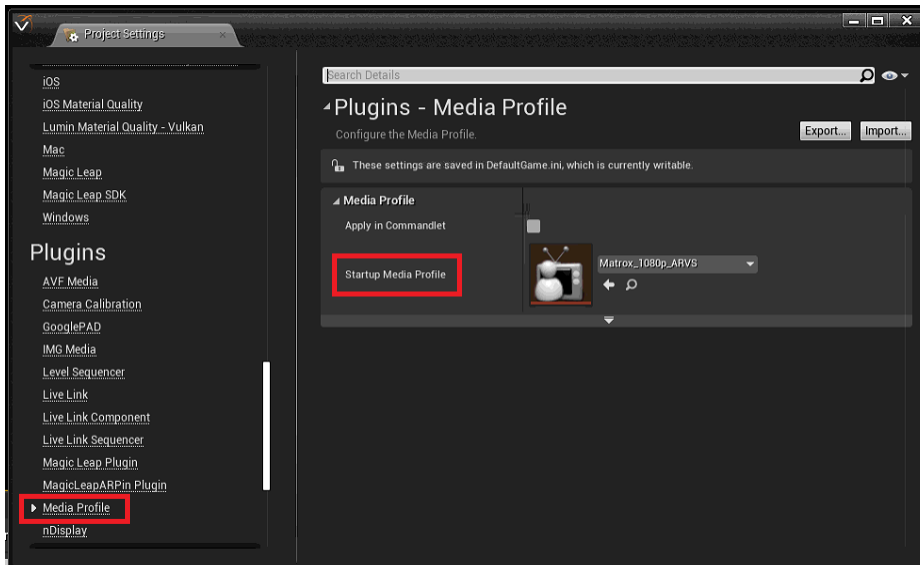 Project Settings
iOS
iOS Material Quality
Lumin Material Quality - Vulkan
Mac
Magic Leap
Magic Leap SDK
Windows
Plugins
AVF Media
Camera Calibration
GooglePAD
IMG Media
Level Sequencer
Live Link
Live Link Component
Live Link Sequencer
Magic Leap Plugin
MagicLeapARPin Plugin
Media Profile
nDisplay
Search Details
Plugins - Media Profile
Configure the Media Profile.
Export...
Import...
These settings are saved in DefaultGame.ini, which is currently writable.
Media Profile
Apply in Commandlet
Startup Media Profile
Matrox_1080p_ARVS